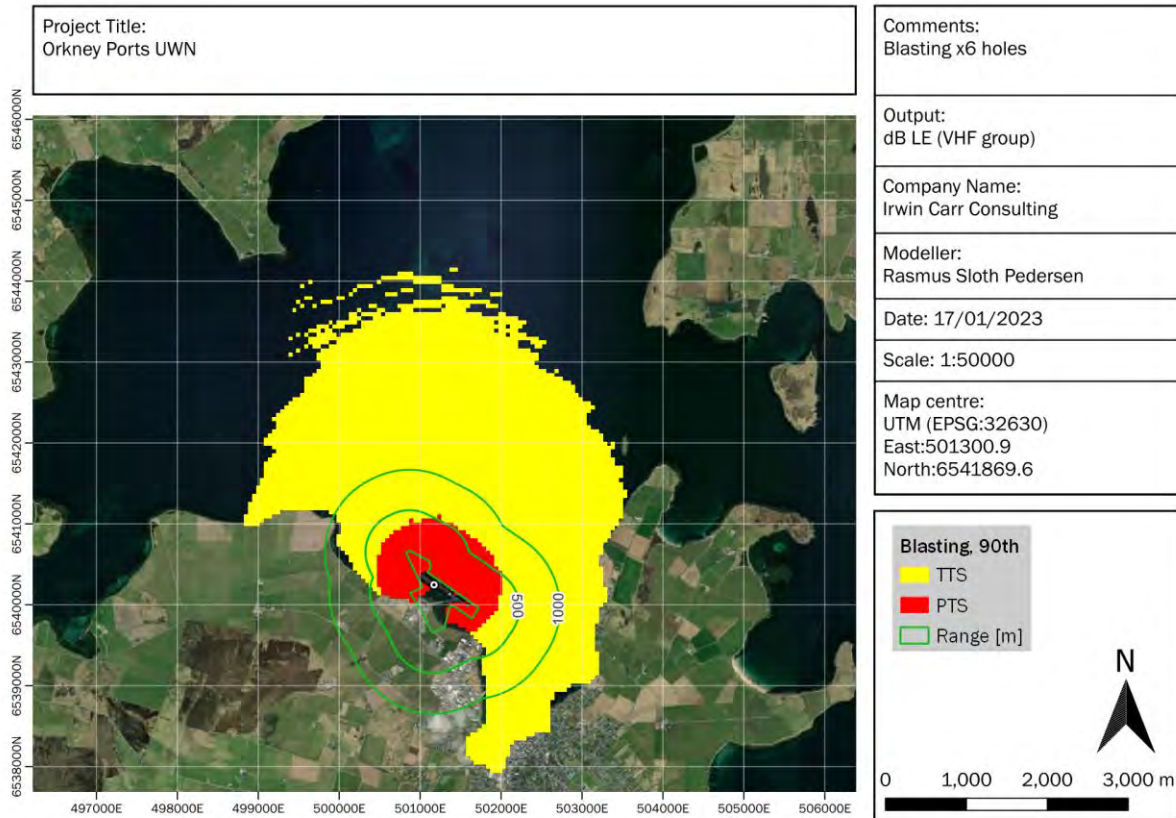 Project Title:
Orkney Ports UWN
Comments:
Blasting x6 holes
Output:
dB LE (VHF group)
Company Name:
Irwin Carr Consulting
Modeller:
Rasmus Sloth Pedersen
Date: 17/01/2023
Scale: 1:50000
Map centre:
UTM (EPSG:32630)
East:501300.9
North:6541869.6
6546000N
6545000N
6544000N
6543000N
6542000N
6541000N
6540000N
6539000N
6538000N
500
1000
497000E 498000E 499000E 500000E 501000E 502000E 503000E 504000E 505000E 506000E
Blasting, 90th
TTS
PTS
Range [m]
N
0 1,000 2,000 3,000 m